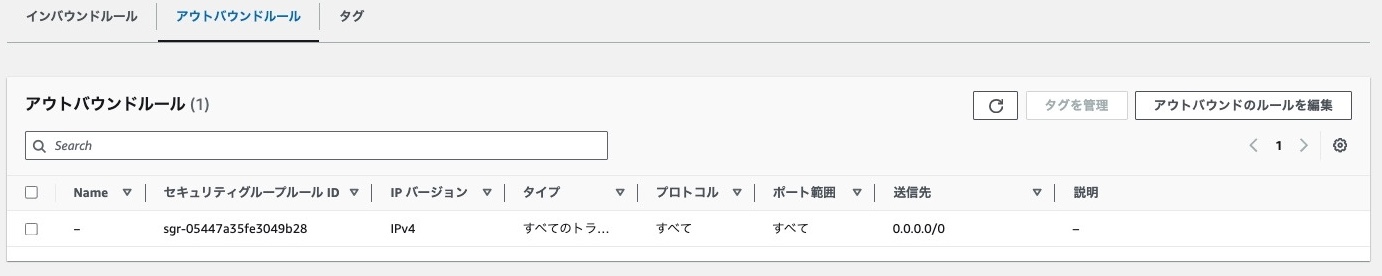 インバウンドルール アウトバウンドルール タグ
アウトバウンドルール (1) タグを管理 アウトバウンドのルールを編集
Search 1
Name セキュリティグループルール ID IP バージョン タイプ プロトコル ポート範囲 送信先 説明
– sgr-05447a35fe3049b28 IPv4 すべてのトラ... すべて すべて 0.0.0.0/0 –